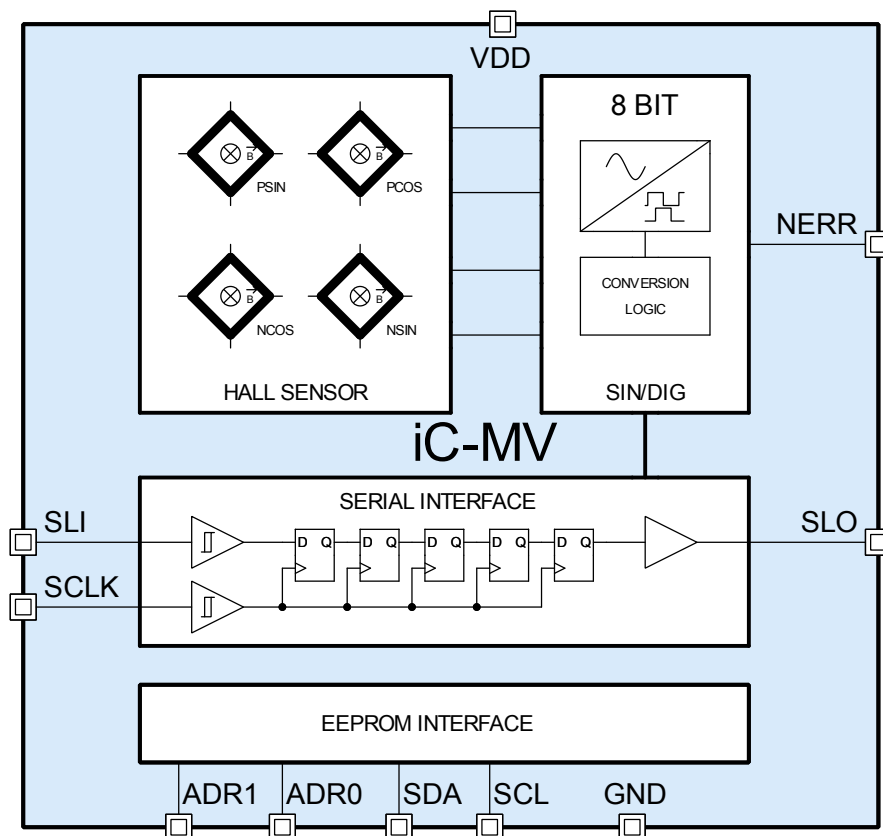 VDD
8 BIT
B
B
PSIN
PCOS
NERR
CONVERSION
LOGIC
B
B
NCOS
NSIN
HALL SENSOR
SIN/DIG
iC-MV
SERIAL INTERFACE
SLI
SLO
D Q
D Q
D Q
D Q
D Q
SCLK
EEPROM INTERFACE
ADR1
ADR0
SDA
SCL
GND